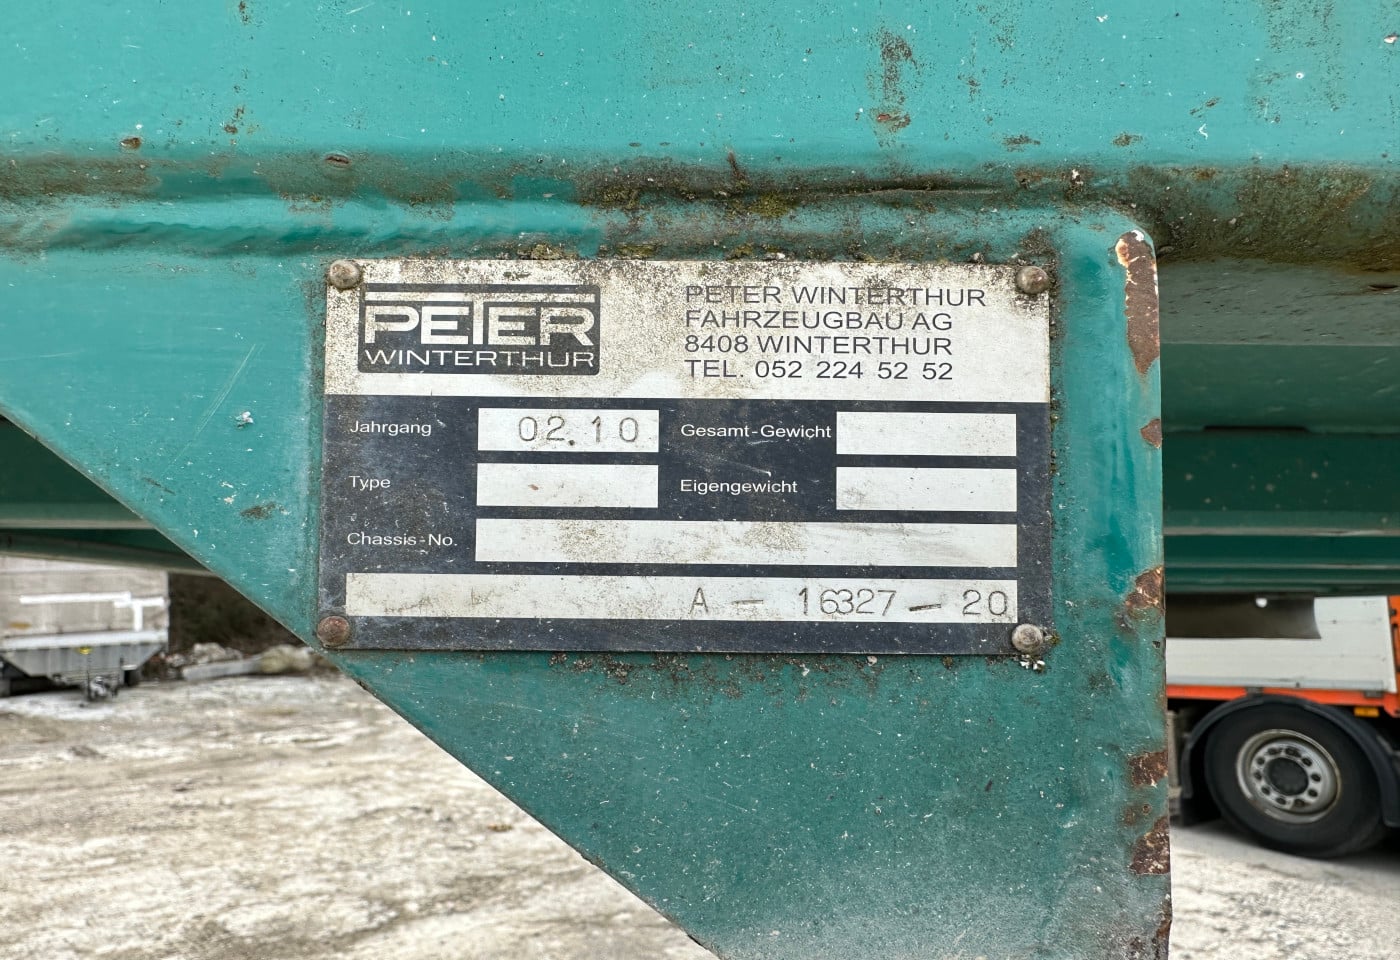 PETER
WINTERTHUR
PETER WINTERTHUR
FAHRZEUGBAU AG
8408 WINTERTHUR
TEL. 052 224 52 52
Jahrgang 02.10 Gesamt-Gewicht
Type Eigengewicht
Chassis-No.
A - 16327 - 20